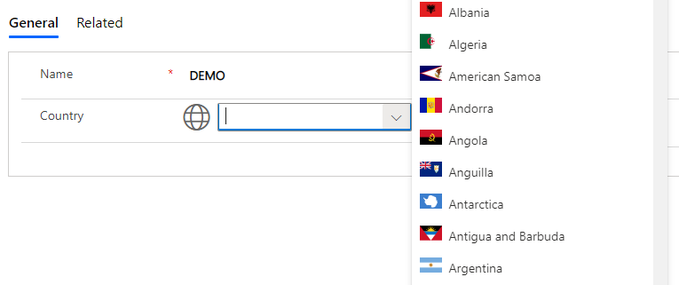 General Related
Name * DEMO
Country
Albania
Algeria
American Samoa
Andorra
Angola
Anguilla
Antarctica
Antigua and Barbuda
Argentina